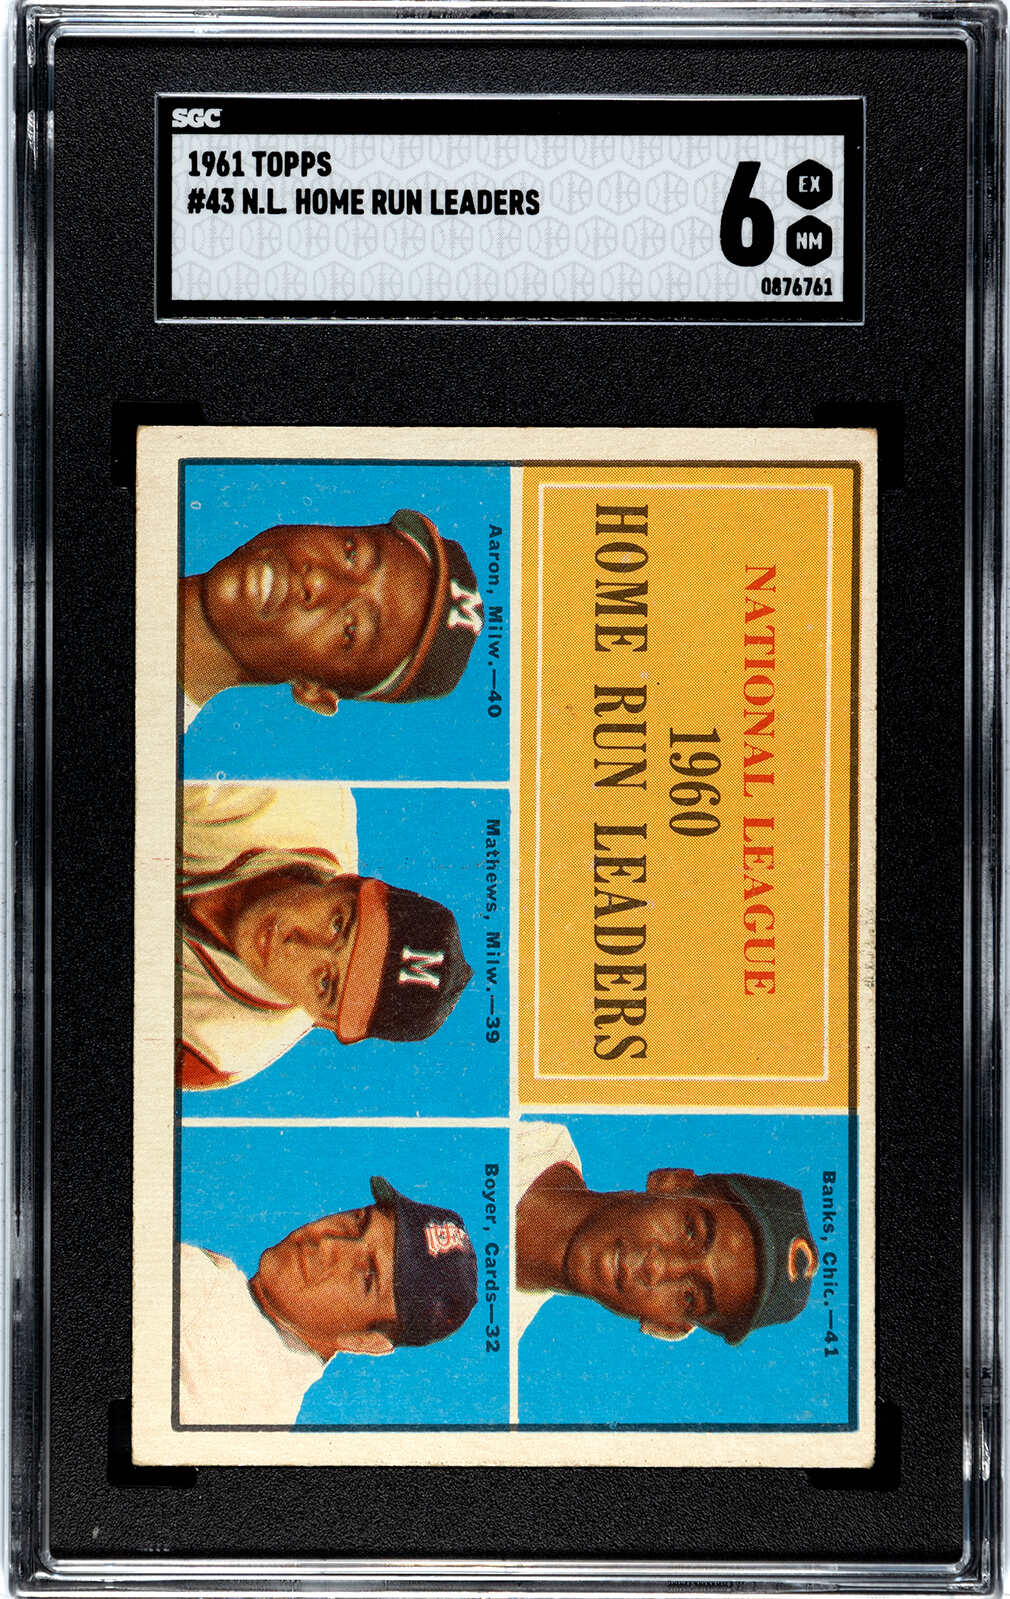 SGC
1961 TOPPS
#43 N.L. HOME RUN LEADERS
6
EX
NM
0876761
NATIONAL LEAGUE
1960
HOME RUN LEADERS
Banks, Chic.—41
C
Aaron, Milw.—40
M
Mathews, Milw.—39
M
Boyer, Cards—32